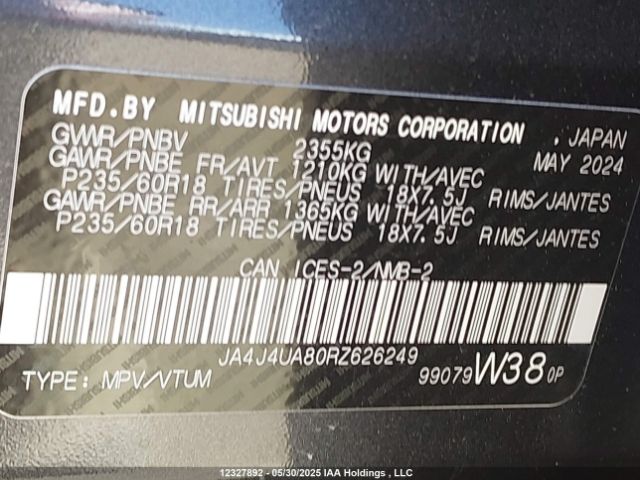 MFD.BY MITSUBISHI MOTORS CORPORATION , JAPAN
GVWR/PNBV 2355KG MAY 2024
GAWR/PNBE FR/AVT 1210KG WITH/AVEC
P235/60R18 TIRES/PNEUS 18X7.5J RIMS/JANTES
GAWR/PNBE RR/ARR 1365KG WITH/AVEC
P235/60R18 TIRES/PNEUS 18X7.5J RIMS/JANTES
CAN ICES-2/NMB-2
JA4J4UA80RZ626249
TYPE: MPV/VTUM 99079 W38 0P
12327892 - 05/30/2025 IAA Holdings , LLC